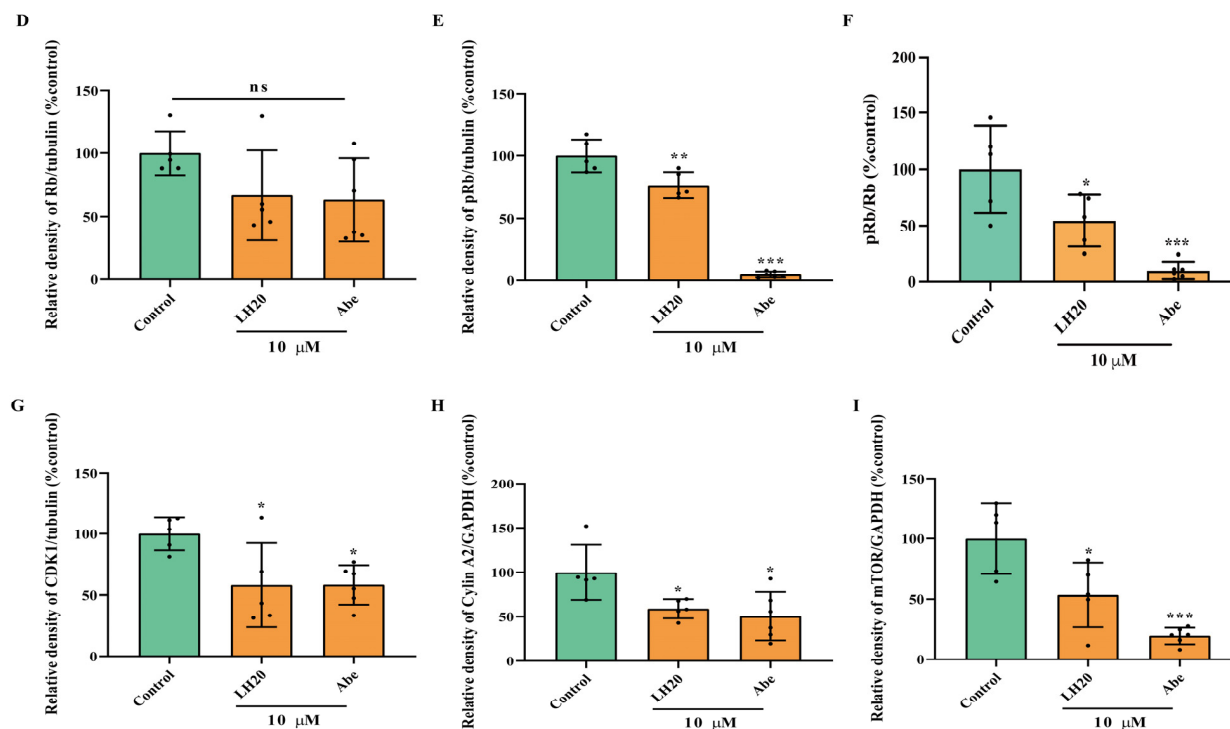 D
Relative density of Rb/tubulin (%control)
150
100
50
0
ns
Control
LH20
Abe
10 μM
E
Relative density of pRb/tubulin (%control)
150
100
50
0
**
***
Control
LH20
Abe
10 μM
F
pRb/Rb (%control)
200
150
100
50
0
*
***
Control
LH20
Abe
10 μM
G
Relative density of CDK1/tubulin (%control)
150
100
50
0
*
*
Control
LH20
Abe
10 μM
H
Relative density of Cylin A2/GAPDH (%control)
200
150
100
50
0
*
*
Control
LH20
Abe
10 μM
I
Relative density of mTOR/GAPDH (%control)
150
100
50
0
*
***
Control
LH20
Abe
10 μM